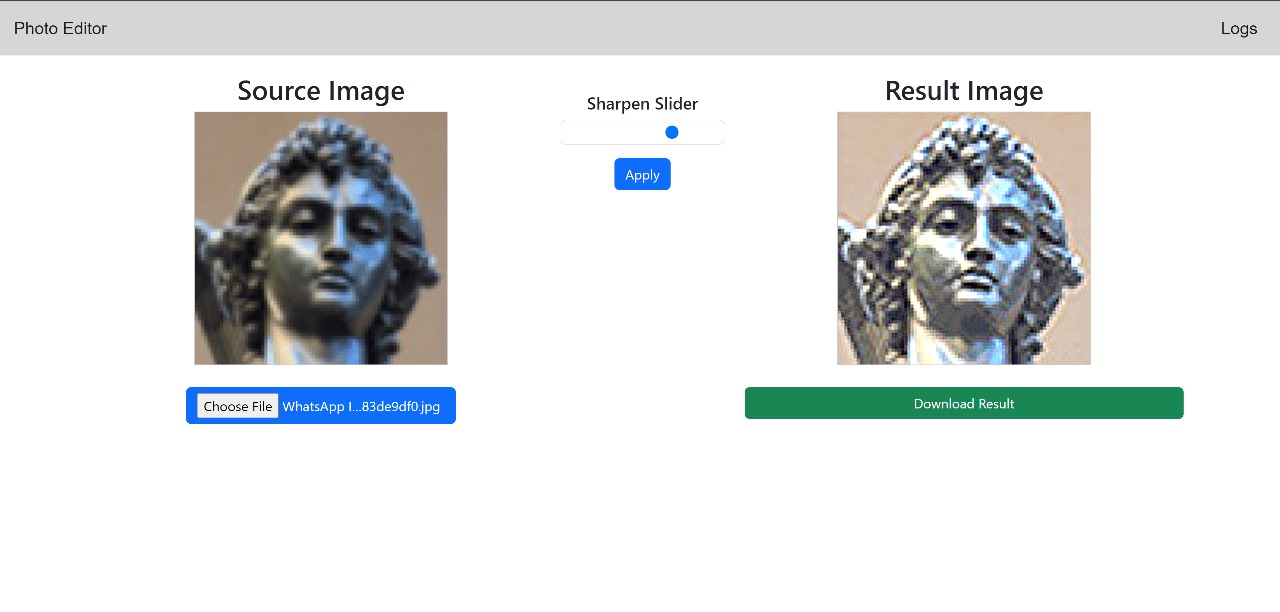 Photo Editor
Logs
Source Image
Sharpen Slider
Result Image
Apply
Choose File WhatsApp I...83de9df0.jpg
Download Result